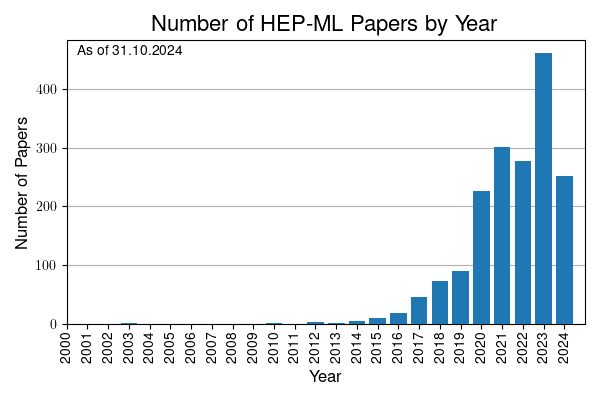 Number of HEP-ML Papers by Year
As of 31.10.2024
Number of Papers
400
300
200
100
0
2000 2001 2002 2003 2004 2005 2006 2007 2008 2009 2010 2011 2012 2013 2014 2015 2016 2017 2018 2019 2020 2021 2022 2023 2024
Year